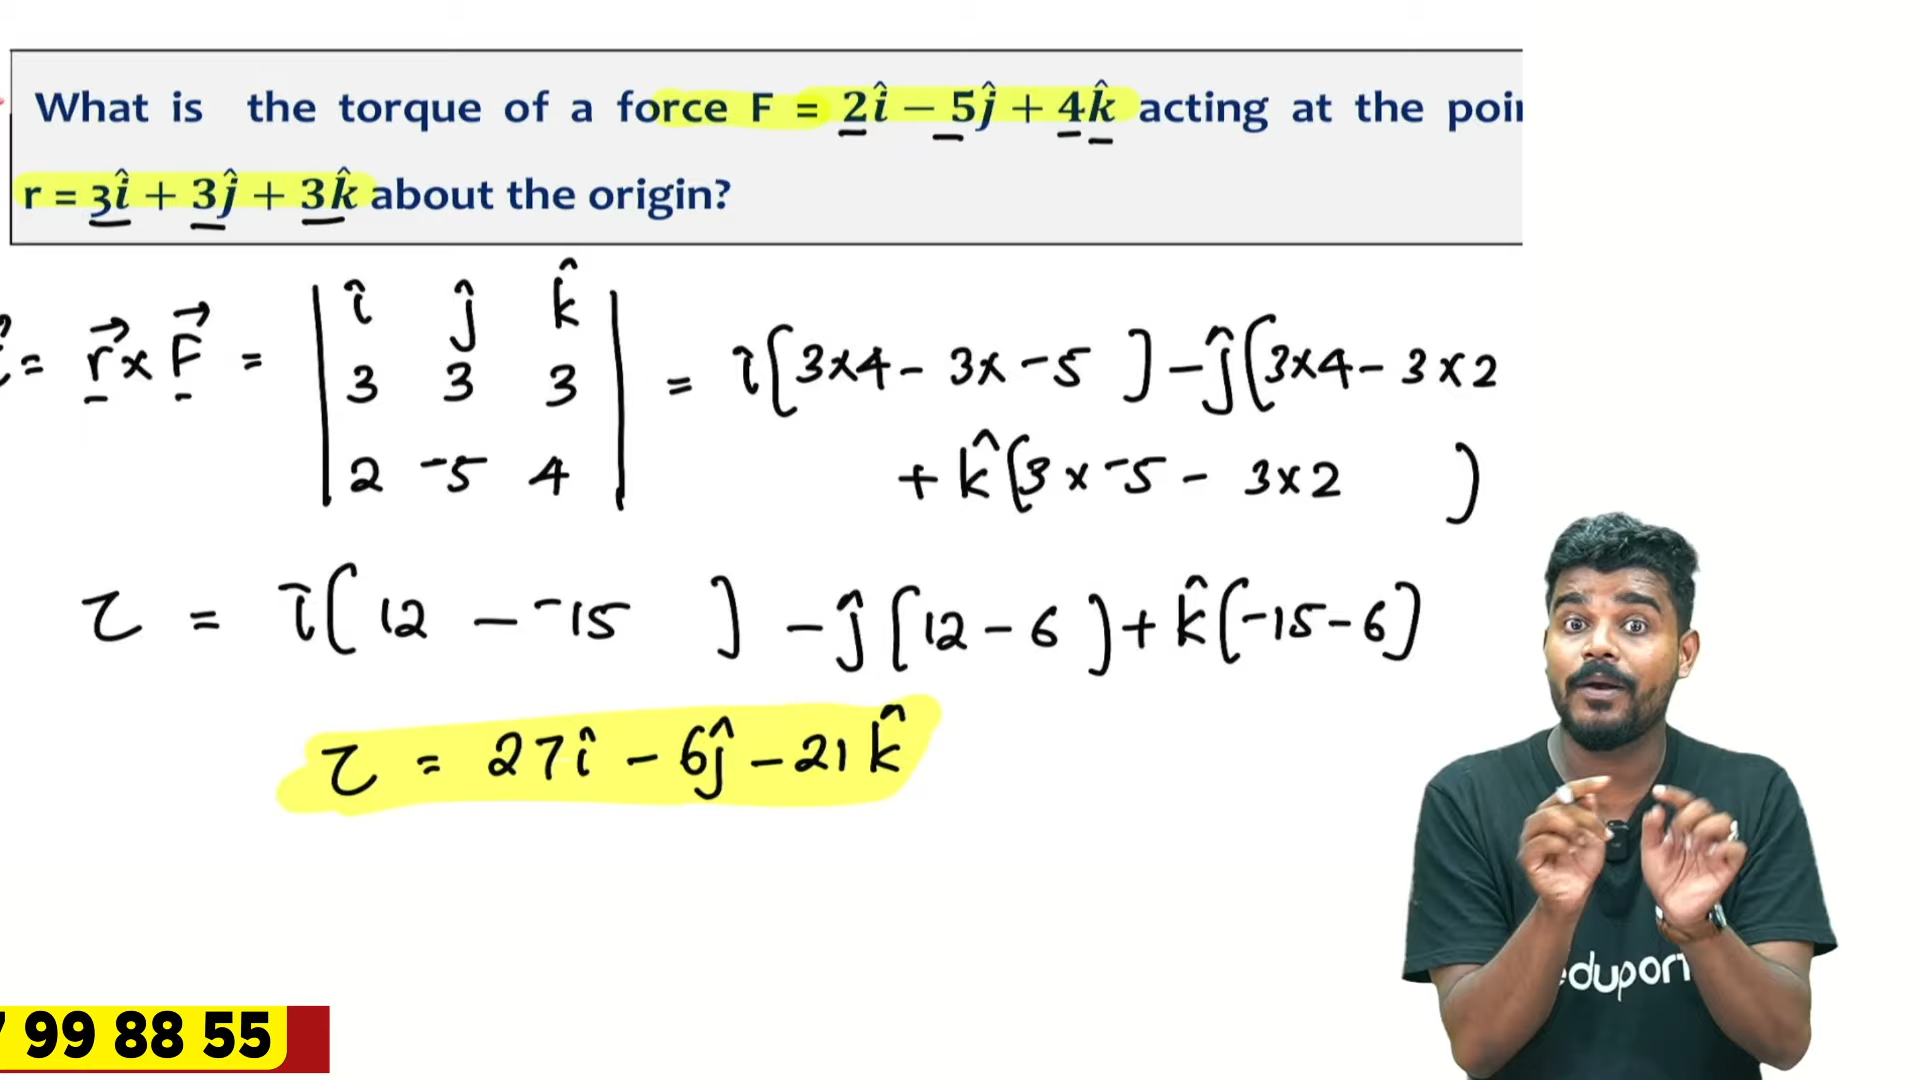 What is the torque of a force F = 2î − 5ĵ + 4k̂ acting at the
r = 3î + 3ĵ + 3k̂ about the origin?
= r⃗ × F⃗ = | î ĵ k̂ | = î [3×4 - 3× -5 ] - ĵ (3×4 - 3×2
3 3 3
2 -5 4
+ k̂ (3 × -5 - 3×2 )
τ = î ( 12 - -15 ) - ĵ [12 - 6 ] + k̂ [-15 - 6]
τ = 27î - 6ĵ - 21k̂
99 88 55
eduport